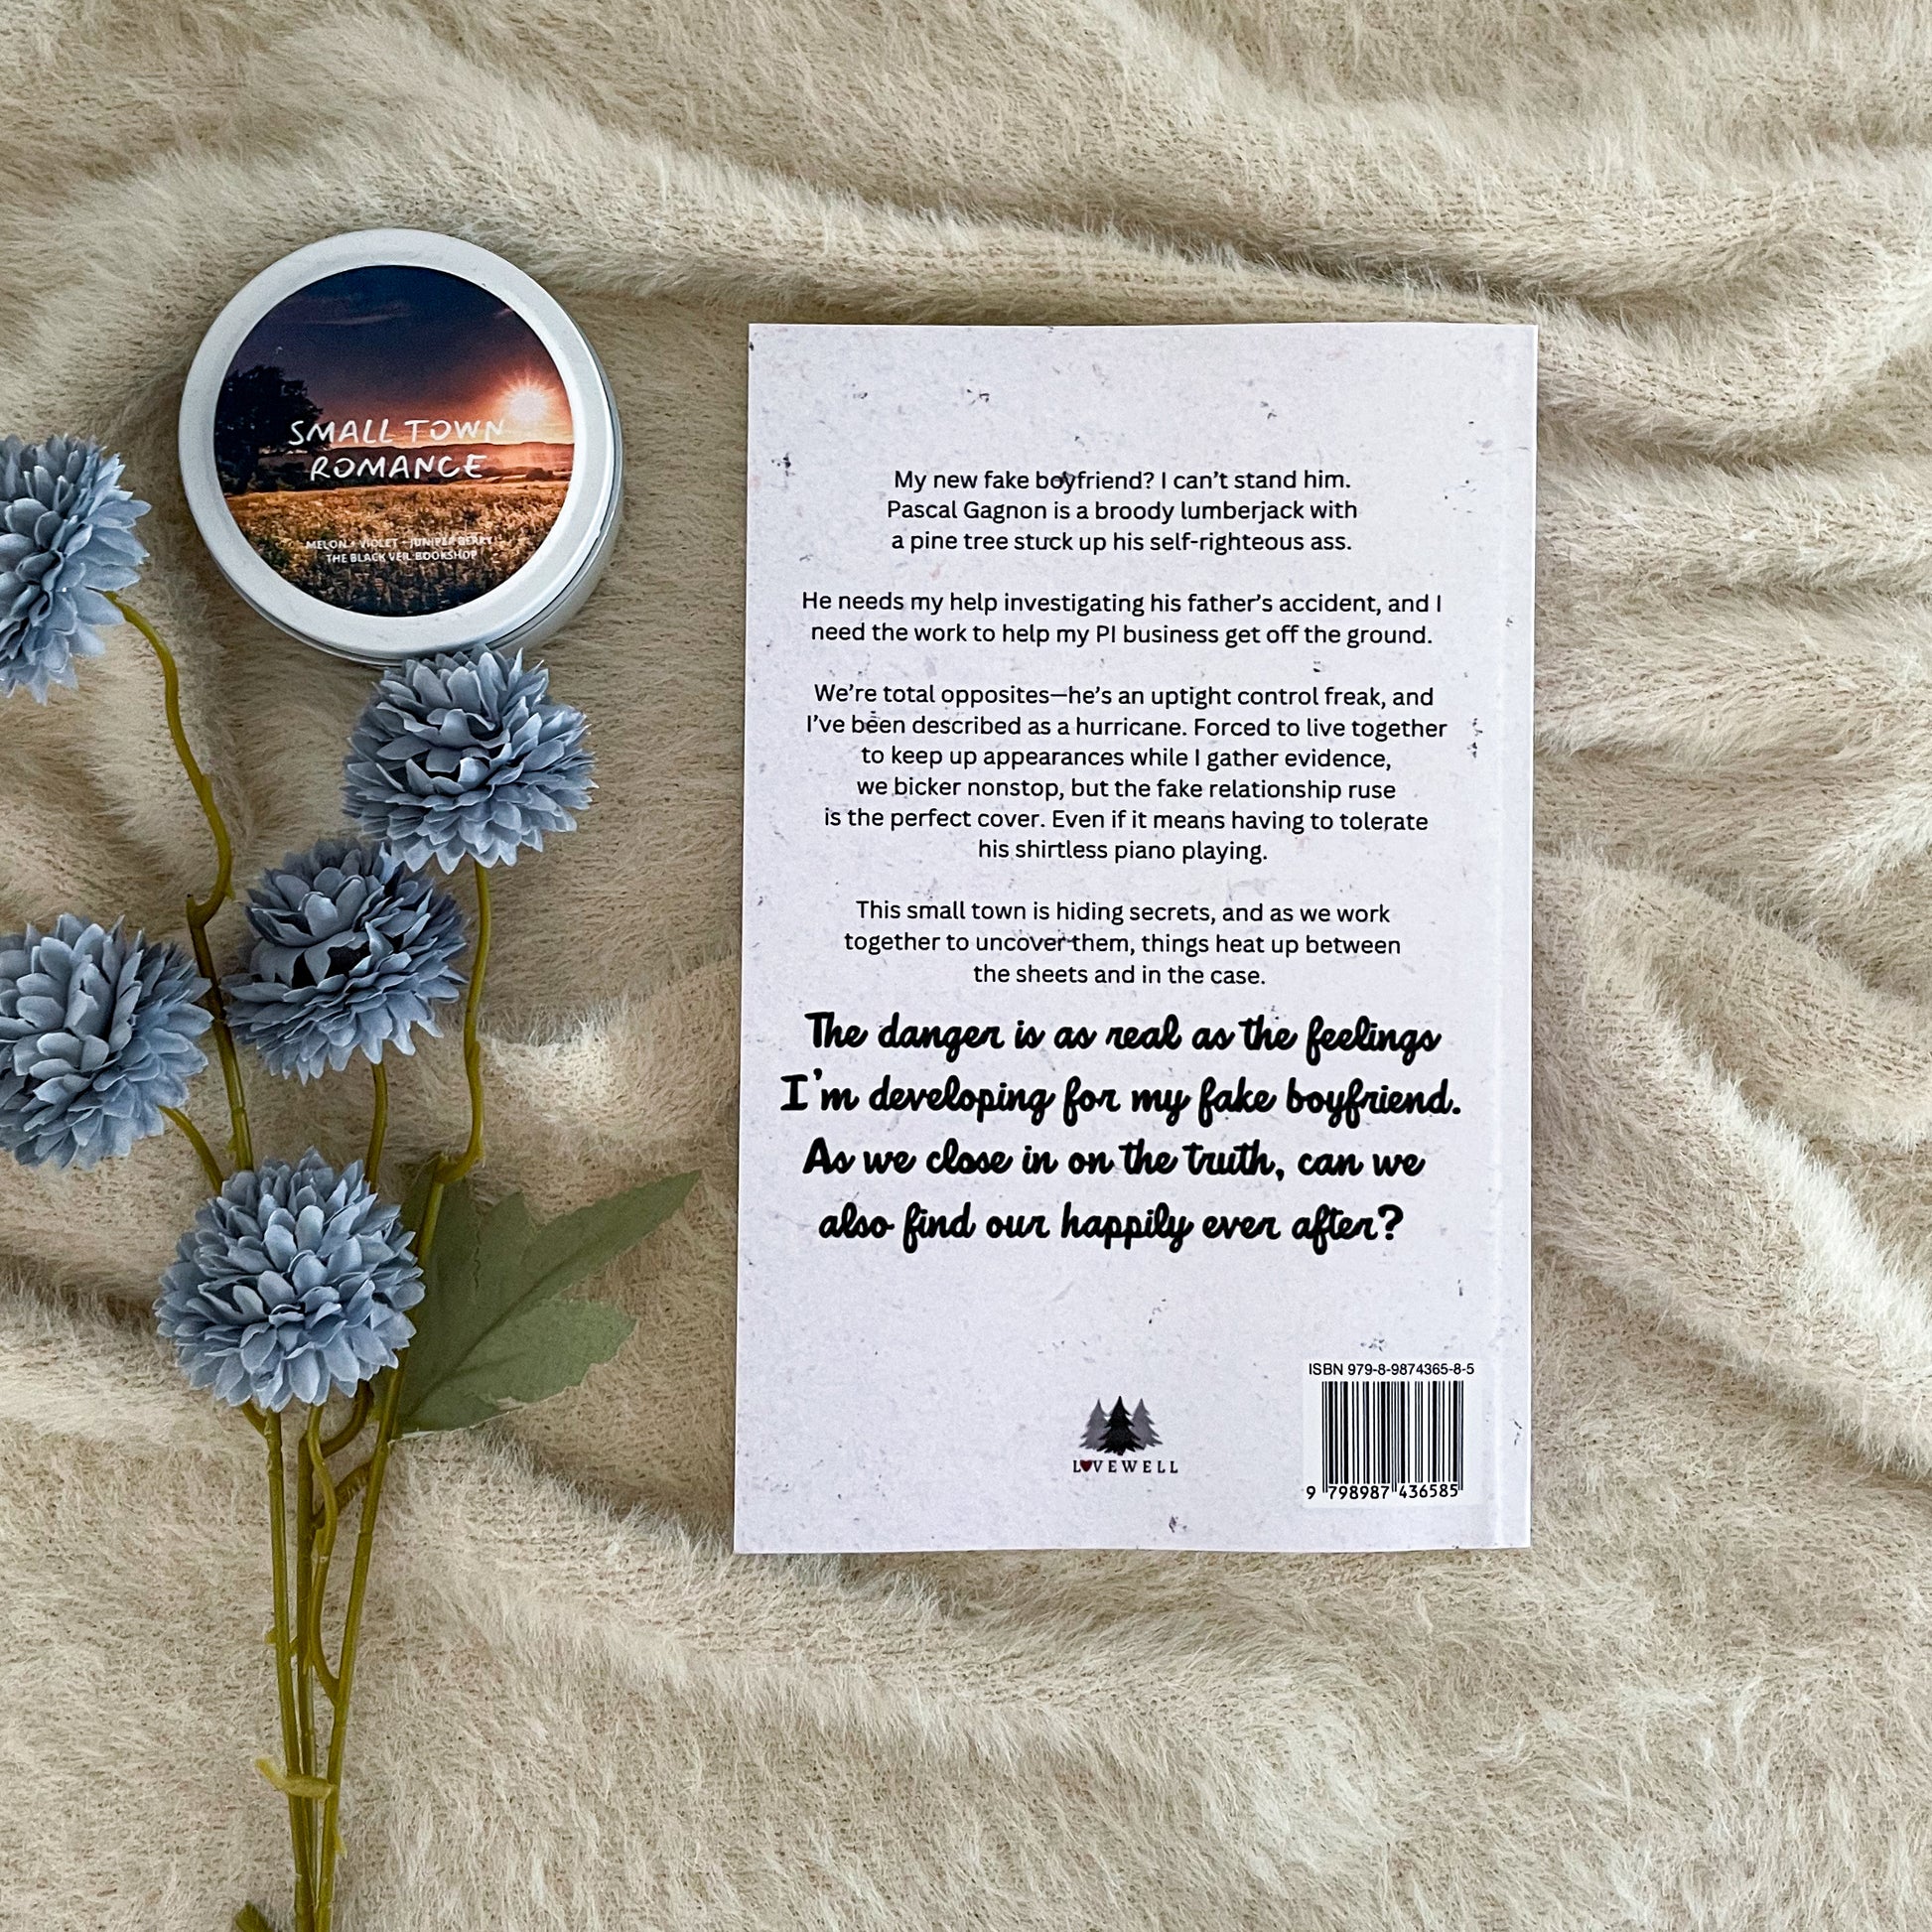 SMALL TOWN
ROMANCE
MELON + VIOLET + JUNIPER BERRY
THE BLACK VEIL BOOKSHOP
My new fake boyfriend? I can’t stand him.
Pascal Gagnon is a broody lumberjack with
a pine tree stuck up his self-righteous ass.
He needs my help investigating his father’s accident, and I
need the work to help my PI business get off the ground.
We’re total opposites—he’s an uptight control freak, and
I’ve been described as a hurricane. Forced to live together
to keep up appearances while I gather evidence,
we bicker nonstop, but the fake relationship ruse
is the perfect cover. Even if it means having to tolerate
his shirtless piano playing.
This small town is hiding secrets, and as we work
together to uncover them, things heat up between
the sheets and in the case.
The danger is as real as the feelings
I’m developing for my fake boyfriend.
As we close in on the truth, can we
also find our happily ever after?
LOVEWELL
ISBN 979-8-9874365-8-5
9 798987 436585